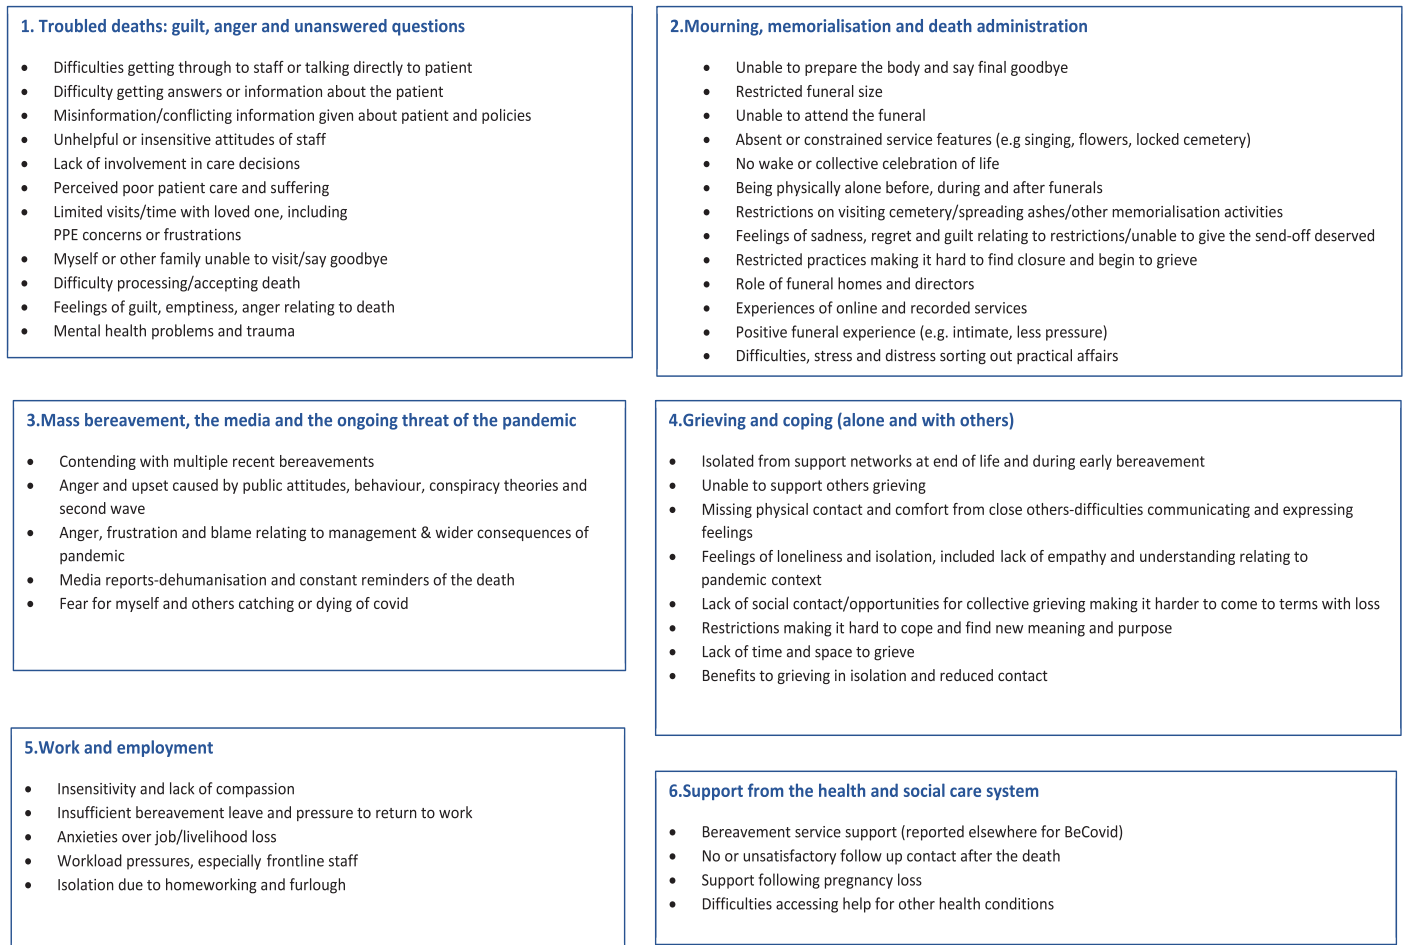 1. Troubled deaths: guilt, anger and unanswered questions
• Difficulties getting through to staff or talking directly to patient
• Difficulty getting answers or information about the patient
• Misinformation/conflicting information given about patient and policies
• Unhelpful or insensitive attitudes of staff
• Lack of involvement in care decisions
• Perceived poor patient care and suffering
• Limited visits/time with loved one, including
PPE concerns or frustrations
• Myself or other family unable to visit/say goodbye
• Difficulty processing/accepting death
• Feelings of guilt, emptiness, anger relating to death
• Mental health problems and trauma
2.Mourning, memorialisation and death administration
• Unable to prepare the body and say final goodbye
• Restricted funeral size
• Unable to attend the funeral
• Absent or constrained service features (e.g singing, flowers, locked cemetery)
• No wake or collective celebration of life
• Being physically alone before, during and after funerals
• Restrictions on visiting cemetery/spreading ashes/other memorialisation activities
• Feelings of sadness, regret and guilt relating to restrictions/unable to give the send-off deserved
• Restricted practices making it hard to find closure and begin to grieve
• Role of funeral homes and directors
• Experiences of online and recorded services
• Positive funeral experience (e.g. intimate, less pressure)
• Difficulties, stress and distress sorting out practical affairs
3.Mass bereavement, the media and the ongoing threat of the pandemic
• Contending with multiple recent bereavements
• Anger and upset caused by public attitudes, behaviour, conspiracy theories and
second wave
• Anger, frustration and blame relating to management & wider consequences of
pandemic
• Media reports-dehumanisation and constant reminders of the death
• Fear for myself and others catching or dying of covid
4.Grieving and coping (alone and with others)
• Isolated from support networks at end of life and during early bereavement
• Unable to support others grieving
• Missing physical contact and comfort from close others-difficulties communicating and expressing
feelings
• Feelings of loneliness and isolation, included lack of empathy and understanding relating to
pandemic context
• Lack of social contact/opportunities for collective grieving making it harder to come to terms with loss
• Restrictions making it hard to cope and find new meaning and purpose
• Lack of time and space to grieve
• Benefits to grieving in isolation and reduced contact
5.Work and employment
• Insensitivity and lack of compassion
• Insufficient bereavement leave and pressure to return to work
• Anxieties over job/livelihood loss
• Workload pressures, especially frontline staff
• Isolation due to homeworking and furlough
6.Support from the health and social care system
• Bereavement service support (reported elsewhere for BeCovid)
• No or unsatisfactory follow up contact after the death
• Support following pregnancy loss
• Difficulties accessing help for other health conditions